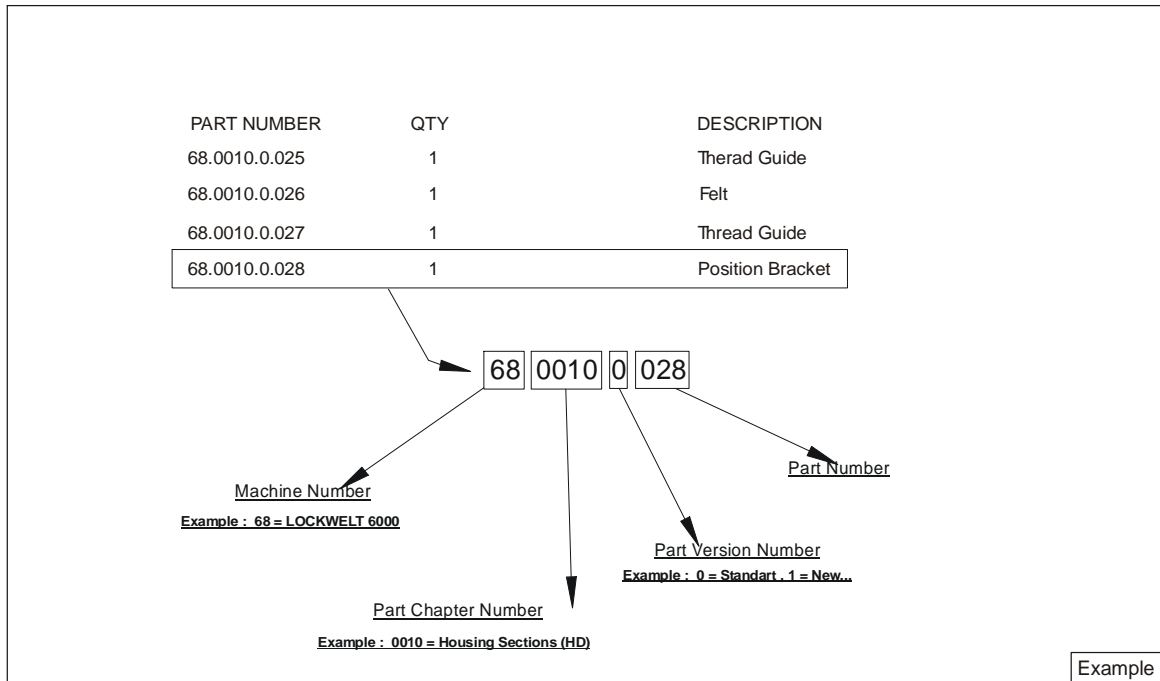 PART NUMBER QTY DESCRIPTION
68.0010.0.025 1 Therad Guide
68.0010.0.026 1 Felt
68.0010.0.027 1 Thread Guide
68.0010.0.028 1 Position Bracket
68 0010 0 028
Part Number
Machine Number
Example : 68 = LOCKWELT 6000
Part Version Number
Example : 0 = Standart , 1 = New...
Part Chapter Number
Example : 0010 = Housing Sections (HD)
Example